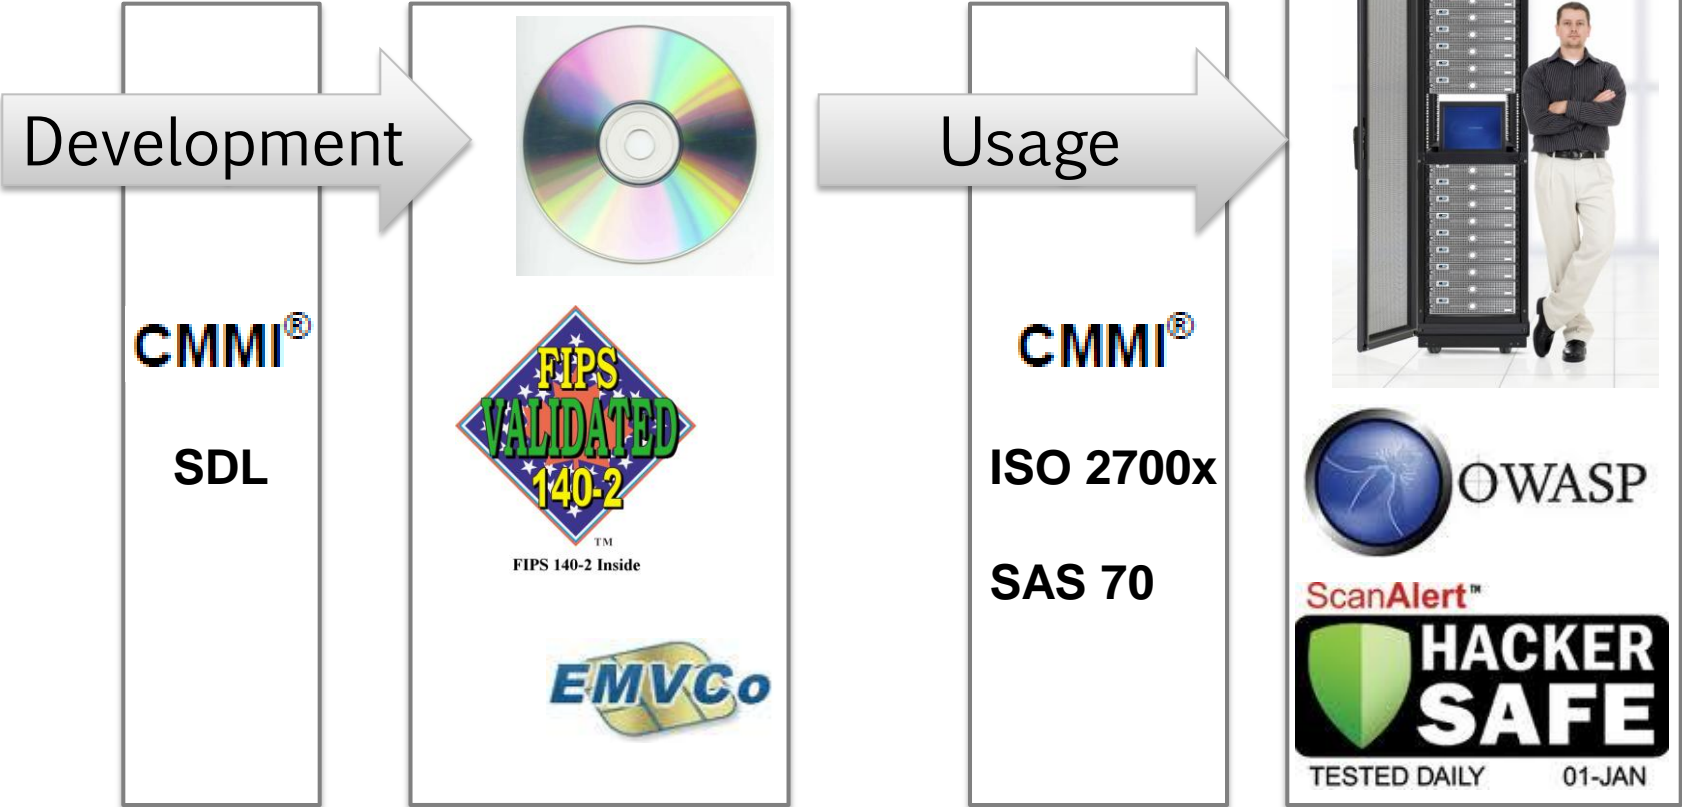 Development
CMMI®
SDL
FIPS
VALIDATED
140-2
TM
FIPS 140-2 Inside
EMVCo
Usage
CMMI®
ISO 2700x
SAS 70
OWASP
ScanAlert™
HACKER
SAFE
TESTED DAILY 01-JAN